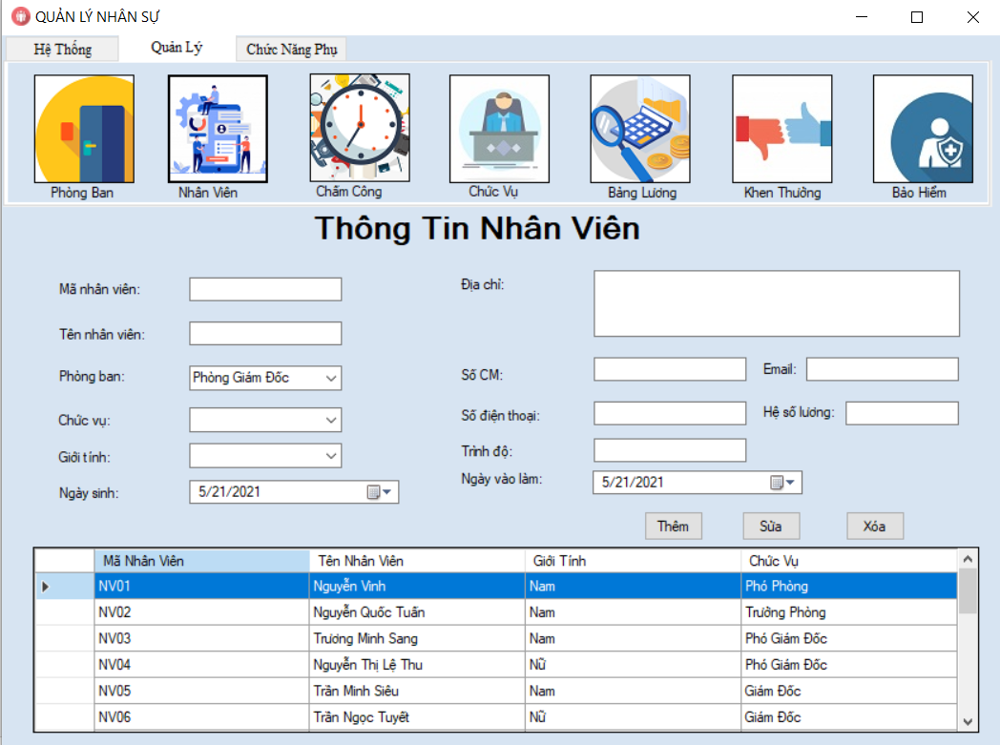 QUẢN LÝ NHÂN SỰ
Hệ Thống Quản Lý Chức Năng Phụ
Phòng Ban Nhân Viên Chấm Công Chức Vụ Bảng Lương Khen Thưởng Bảo Hiểm
Thông Tin Nhân Viên
Mã nhân viên:
Tên nhân viên:
Phòng ban: Phòng Giám Đốc
Chức vụ:
Giới tính:
Ngày sinh: 5/21/2021
Địa chỉ:
Số CM: Email:
Số điện thoại: Hệ số lương:
Trình độ:
Ngày vào làm: 5/21/2021
Thêm Sửa Xóa
Mã Nhân Viên Tên Nhân Viên Giới Tính Chức Vụ
NV01 Nguyễn Vinh Nam Phó Phòng
NV02 Nguyễn Quốc Tuấn Nam Trưởng Phòng
NV03 Trương Minh Sang Nam Phó Giám Đốc
NV04 Nguyễn Thị Lệ Thu Nữ Phó Giám Đốc
NV05 Trần Minh Siêu Nam Giám Đốc
NV06 Trần Ngọc Tuyết Nữ Giám Đốc